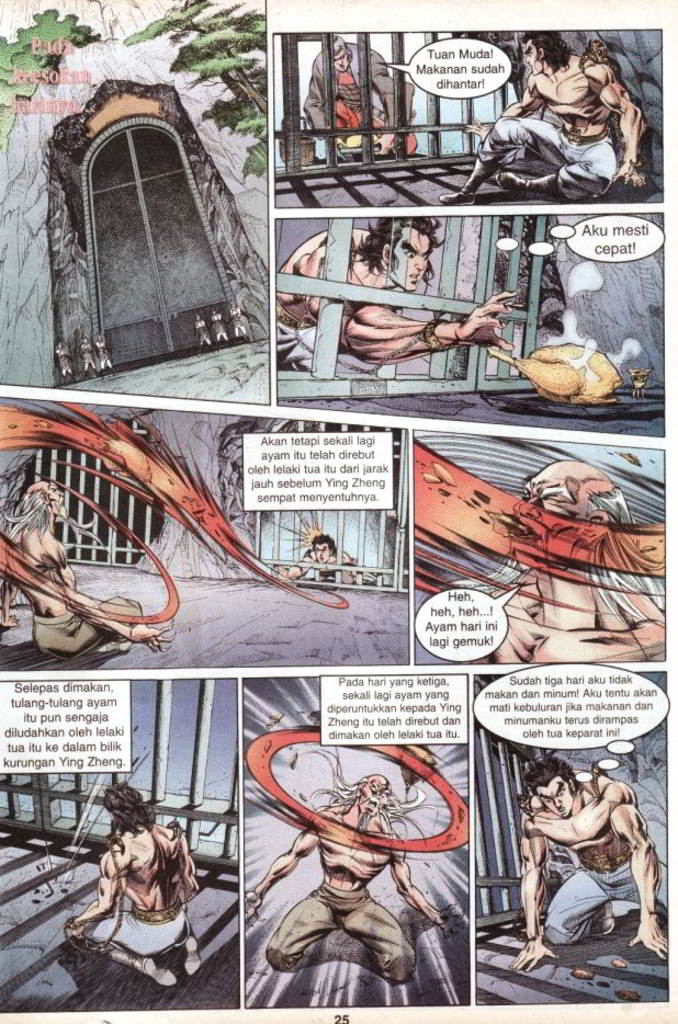 Pada
keesokan
harinya
Tuan Muda!
Makanan sudah
dihantar!
Aku mesti
cepat!
Akan tetapi sekali lagi
ayam itu telah direbut
oleh lelaki tua itu dari jarak
jauh sebelum Ying Zheng
sempat menyentuhnya.
Heh,
heh, heh...!
Ayam hari ini
lagi gemuk!
Selepas dimakan,
tulang-tulang ayam
itu pun sengaja
diludahkan oleh lelaki
tua itu ke dalam bilik
kurungan Ying Zheng.
Pada hari yang ketiga,
sekali lagi ayam yang
diperuntukkan kepada Ying
Zheng itu telah direbut dan
dimakan oleh lelaki tua itu.
Sudah tiga hari aku tidak
makan dan minum! Aku tentu akan
mati kebuluran jika makanan dan
minumanku terus dirampas
oleh tua keparat ini!
25